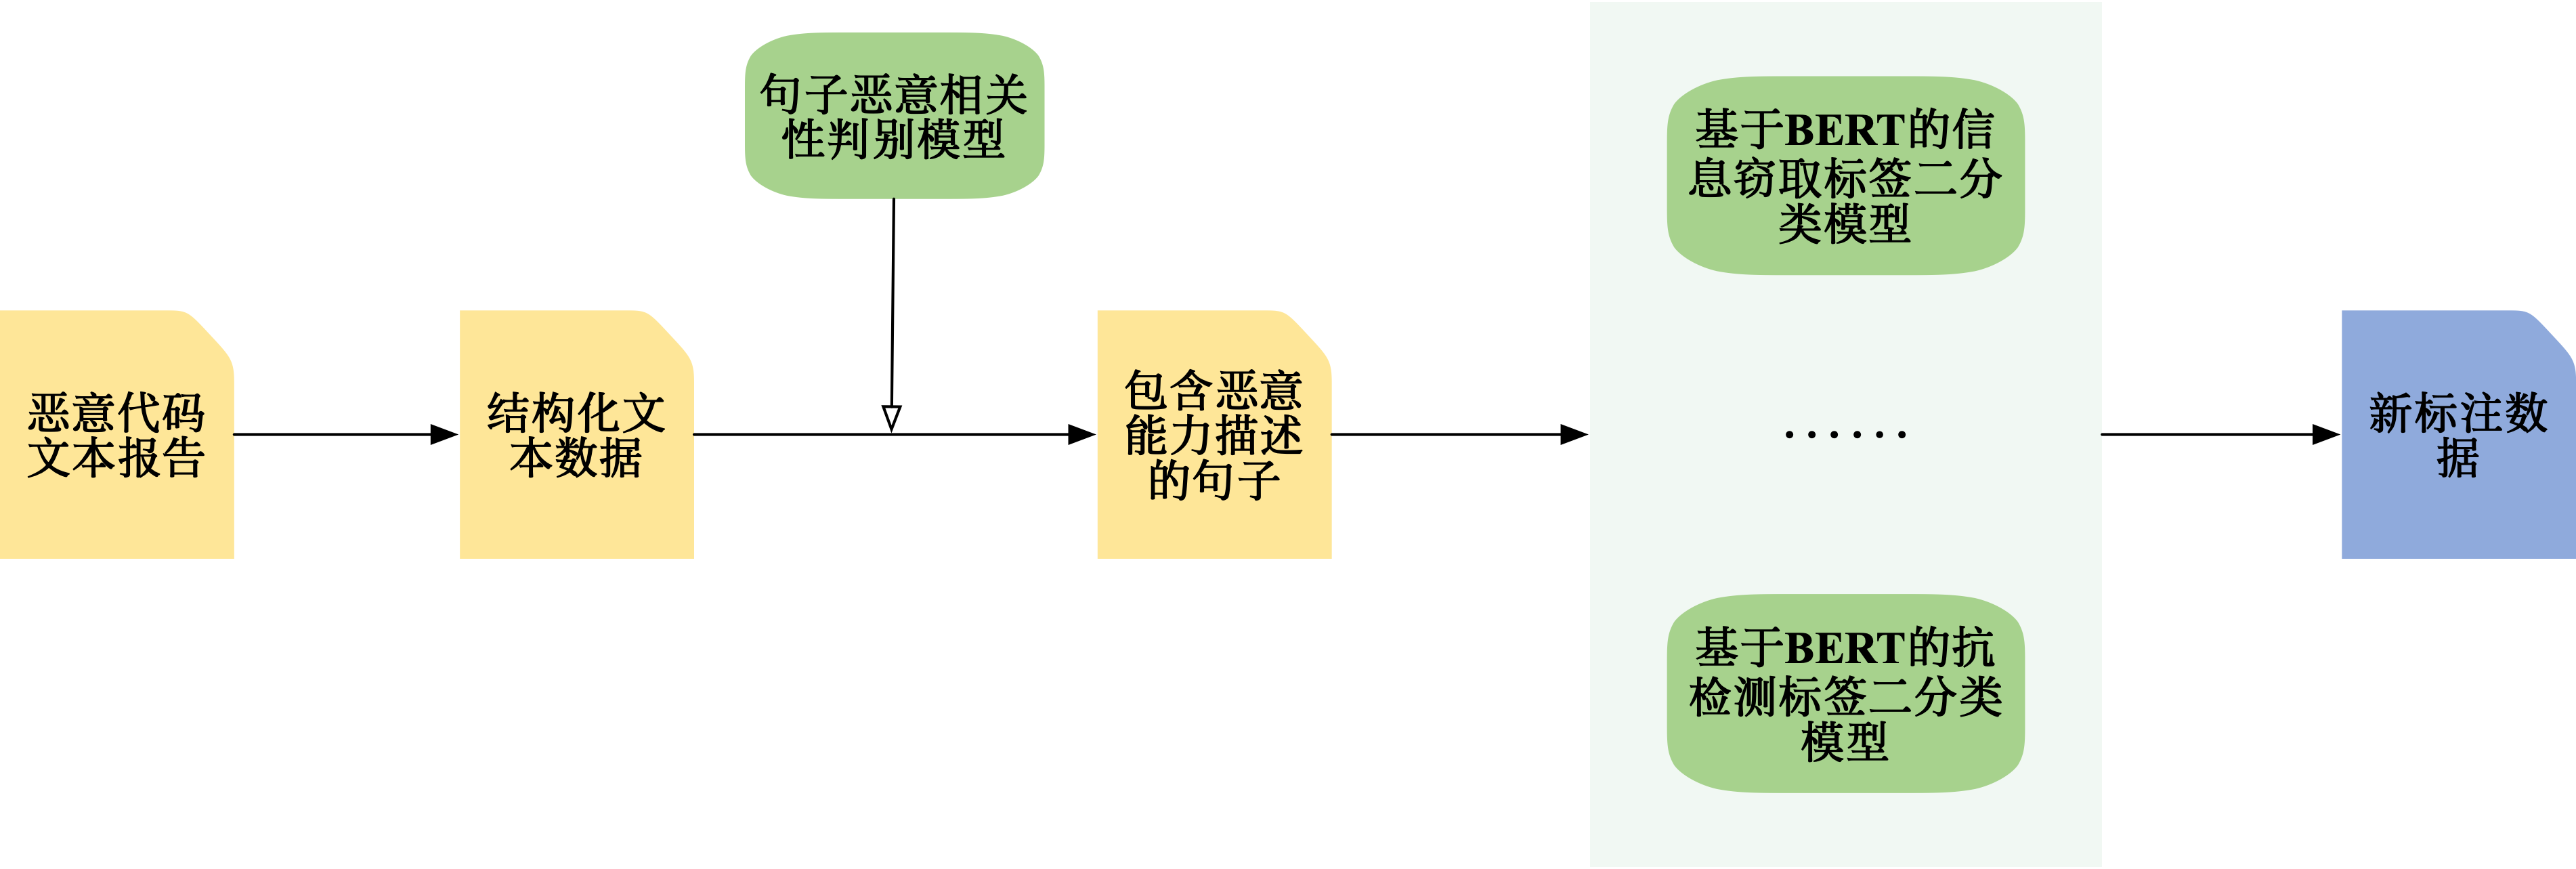 句子恶意相关
性判别模型
基于BERT的信
息窃取标签二分
类模型
恶意代码
文本报告
结构化文
本数据
包含恶意
能力描述
的句子
······
新标注数
据
基于BERT的抗
检测标签二分类
模型